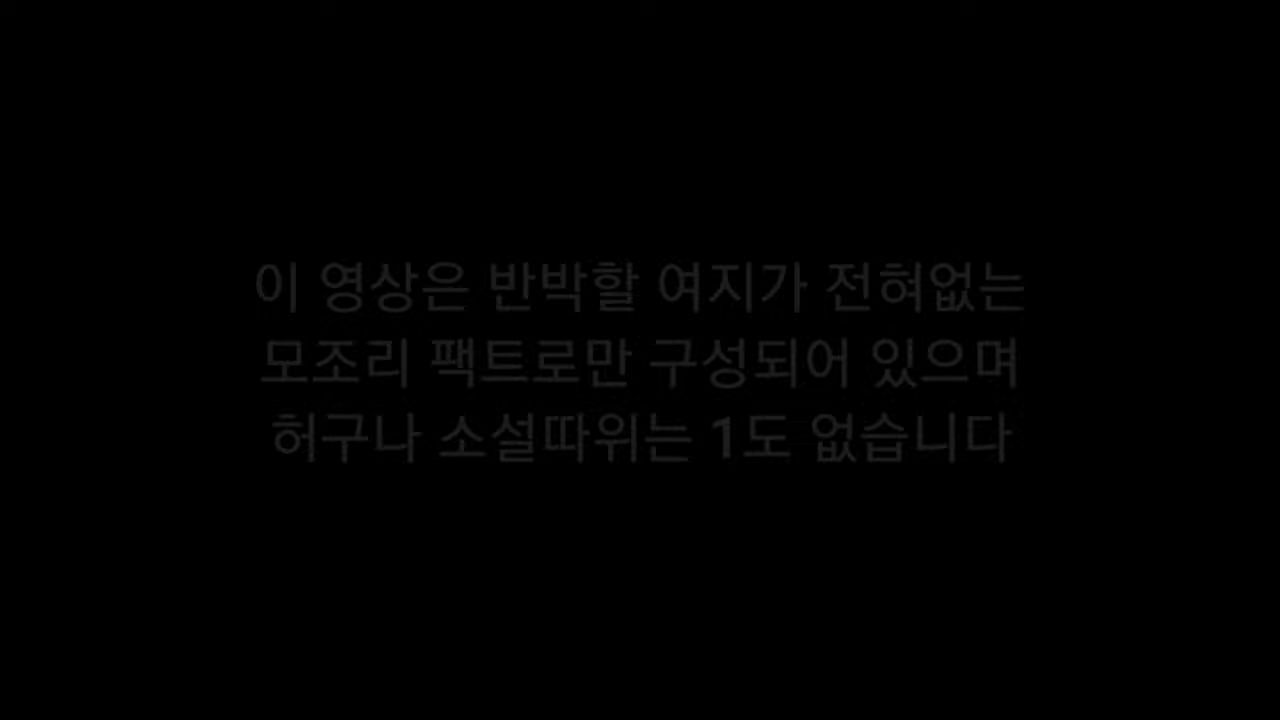 이 영상은 반박할 여지가 전혀없는
모조리 팩트로만 구성되어 있으며
허구나 소설따위는 1도 없습니다